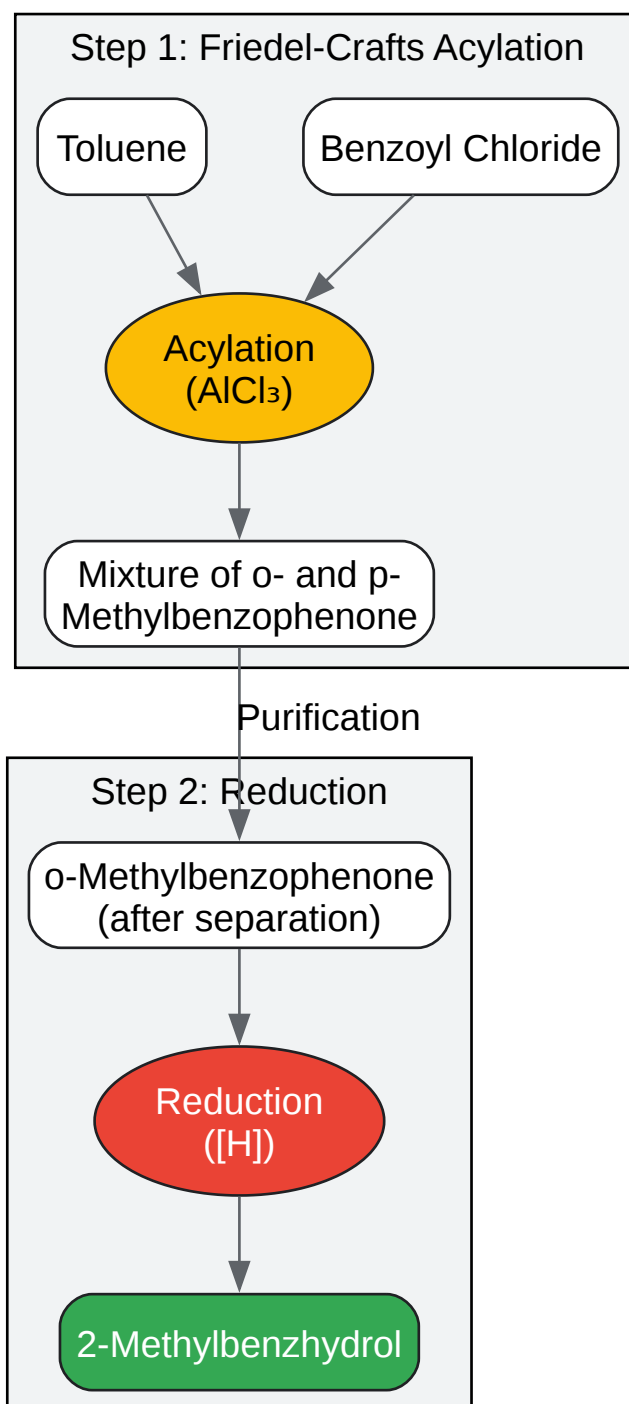 Step 1: Friedel-Crafts Acylation
Toluene
Benzoyl Chloride
Acylation
(AlCl₃)
Mixture of o- and p-
Methylbenzophenone
Purification
Step 2: Reduction
o-Methylbenzophenone
(after separation)
Reduction
([H])
2-Methylbenzhydrol